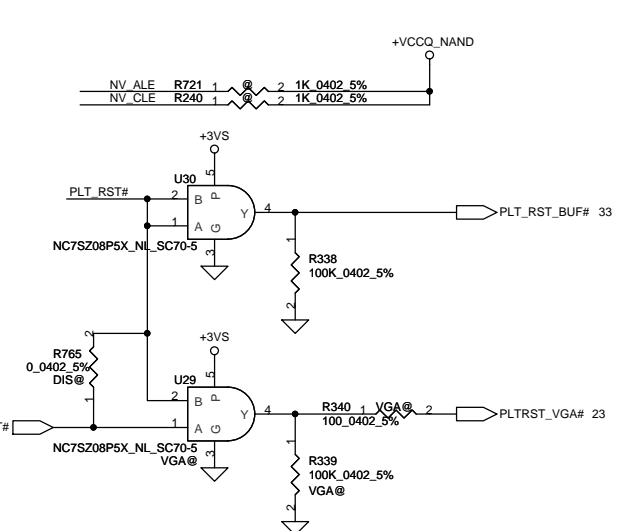 +VCCQ_NAND
NV_ALE R721 1 @ 2 1K_0402_5%
NV_CLE R240 1 @ 2 1K_0402_5%
+3VS
5
U30
PLT_RST# 2 B P
Y 4 PLT_RST_BUF# 33
1 A G
3
NC7SZ08P5X_NL_SC70-5
1
R338
100K_0402_5%
2
+3VS
5
2
R765
0_0402_5%
DIS@
1
U29
2 B P
Y 4 R340 1 VGA@ 2 PLTRST_VGA# 23
100_0402_5%
T# 1 A G
3
NC7SZ08P5X_NL_SC70-5
VGA@
1
R339
100K_0402_5%
VGA@
2